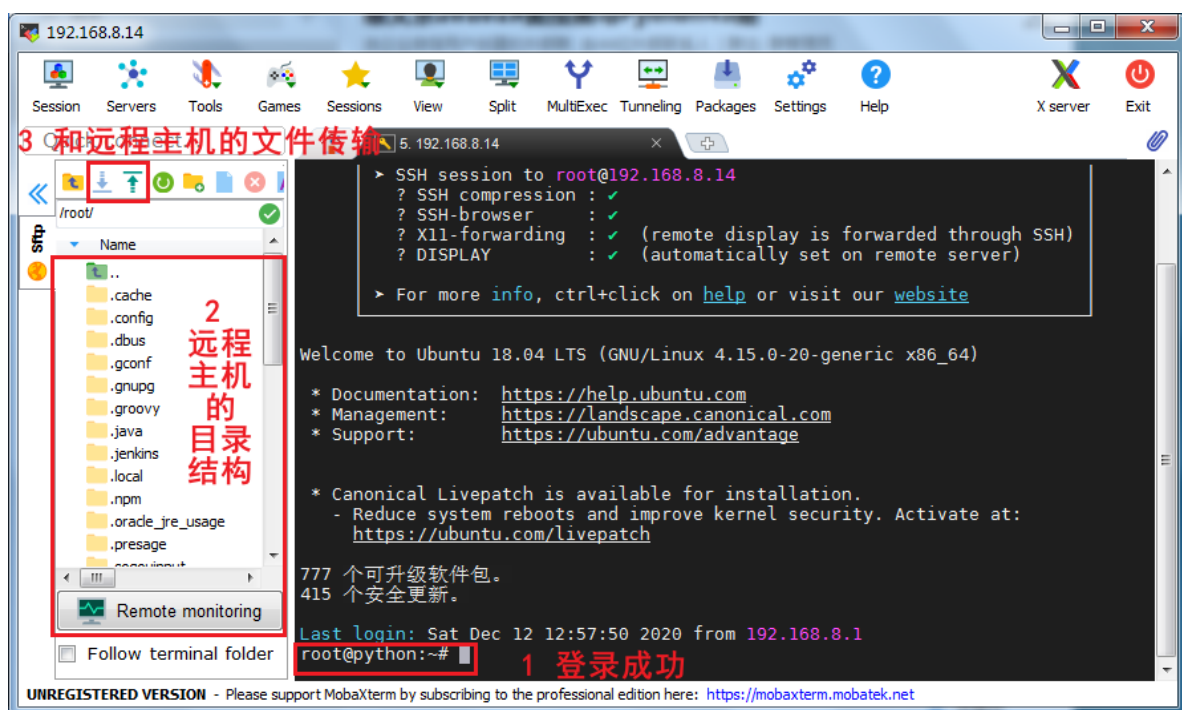 192.168.8.14
Session Servers Tools Games Sessions View Split MultiExec Tunneling Packages Settings Help X server Exit
3 和远程主机的文件传输
5. 192.168.8.14
/root/
Sftp
Name
..
.cache
.config
.dbus
.gconf
.gnupg
.groovy
.java
.jenkins
.local
.npm
.oracle_jre_usage
.presage
2
远程
主机
的
目录
结构
Remote monitoring
Follow terminal folder
➤ SSH session to root@192.168.8.14
? SSH compression : ✔
? SSH-browser : ✔
? X11-forwarding : ✔ (remote display is forwarded through SSH)
? DISPLAY : ✔ (automatically set on remote server)
➤ For more info, ctrl+click on help or visit our website
Welcome to Ubuntu 18.04 LTS (GNU/Linux 4.15.0-20-generic x86_64)
* Documentation: https://help.ubuntu.com
* Management: https://landscape.canonical.com
* Support: https://ubuntu.com/advantage
* Canonical Livepatch is available for installation.
- Reduce system reboots and improve kernel security. Activate at:
https://ubuntu.com/livepatch
777 个可升级软件包。
415 个安全更新。
Last login: Sat Dec 12 12:57:50 2020 from 192.168.8.1
root@python:~#
1 登录成功
UNREGISTERED VERSION - Please support MobaXterm by subscribing to the professional edition here: https://mobaxterm.mobatek.net